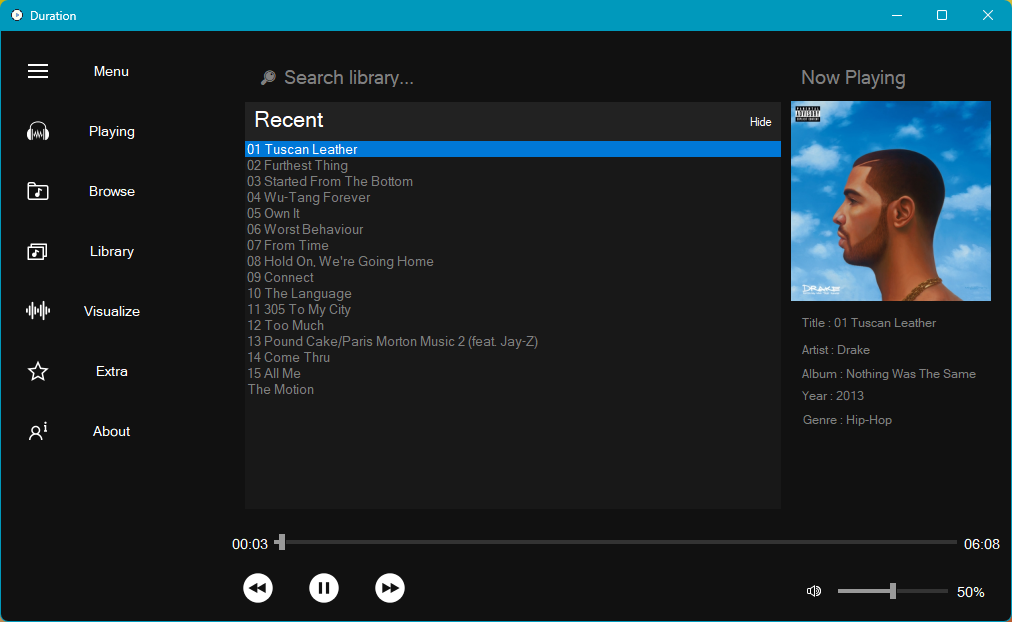 Duration
Menu
Playing
Browse
Library
Visualize
Extra
About
Search library...
Recent
Hide
01 Tuscan Leather
02 Furthest Thing
03 Started From The Bottom
04 Wu-Tang Forever
05 Own It
06 Worst Behaviour
07 From Time
08 Hold On, We're Going Home
09 Connect
10 The Language
11 305 To My City
12 Too Much
13 Pound Cake/Paris Morton Music 2 (feat. Jay-Z)
14 Come Thru
15 All Me
The Motion
Now Playing
PARENTAL
ADVISORY
EXPLICIT CONTENT
DRAKE
Title : 01 Tuscan Leather
Artist : Drake
Album : Nothing Was The Same
Year : 2013
Genre : Hip-Hop
00:03
06:08
50%